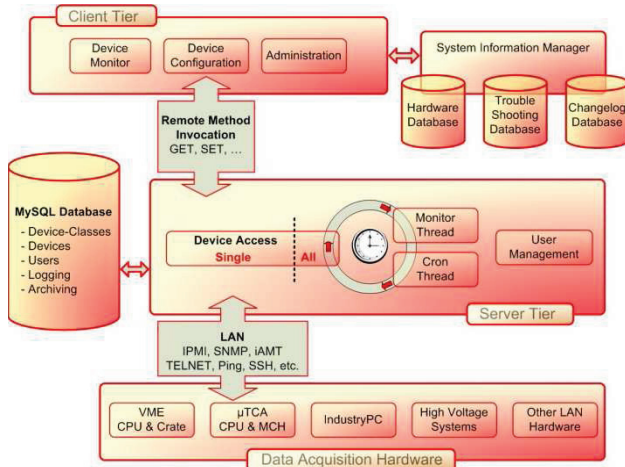 Client Tier
Device
Monitor
Device
Configuration
Administration
System Information Manager
Hardware
Database
Trouble
Shooting
Database
Changelog
Database
Remote Method
Invocation
GET, SET, ...
MySQL Database
- Device-Classes
- Devices
- Users
- Logging
- Archiving
Device Access
Single
All
Monitor
Thread
Cron
Thread
User
Management
Server Tier
LAN
IPMI, SNMP, iAMT
TELNET, Ping, SSH, etc.
VME
CPU & Crate
µTCA
CPU & MCH
IndustryPC
High Voltage
Systems
Other LAN
Hardware
Data Acquisition Hardware